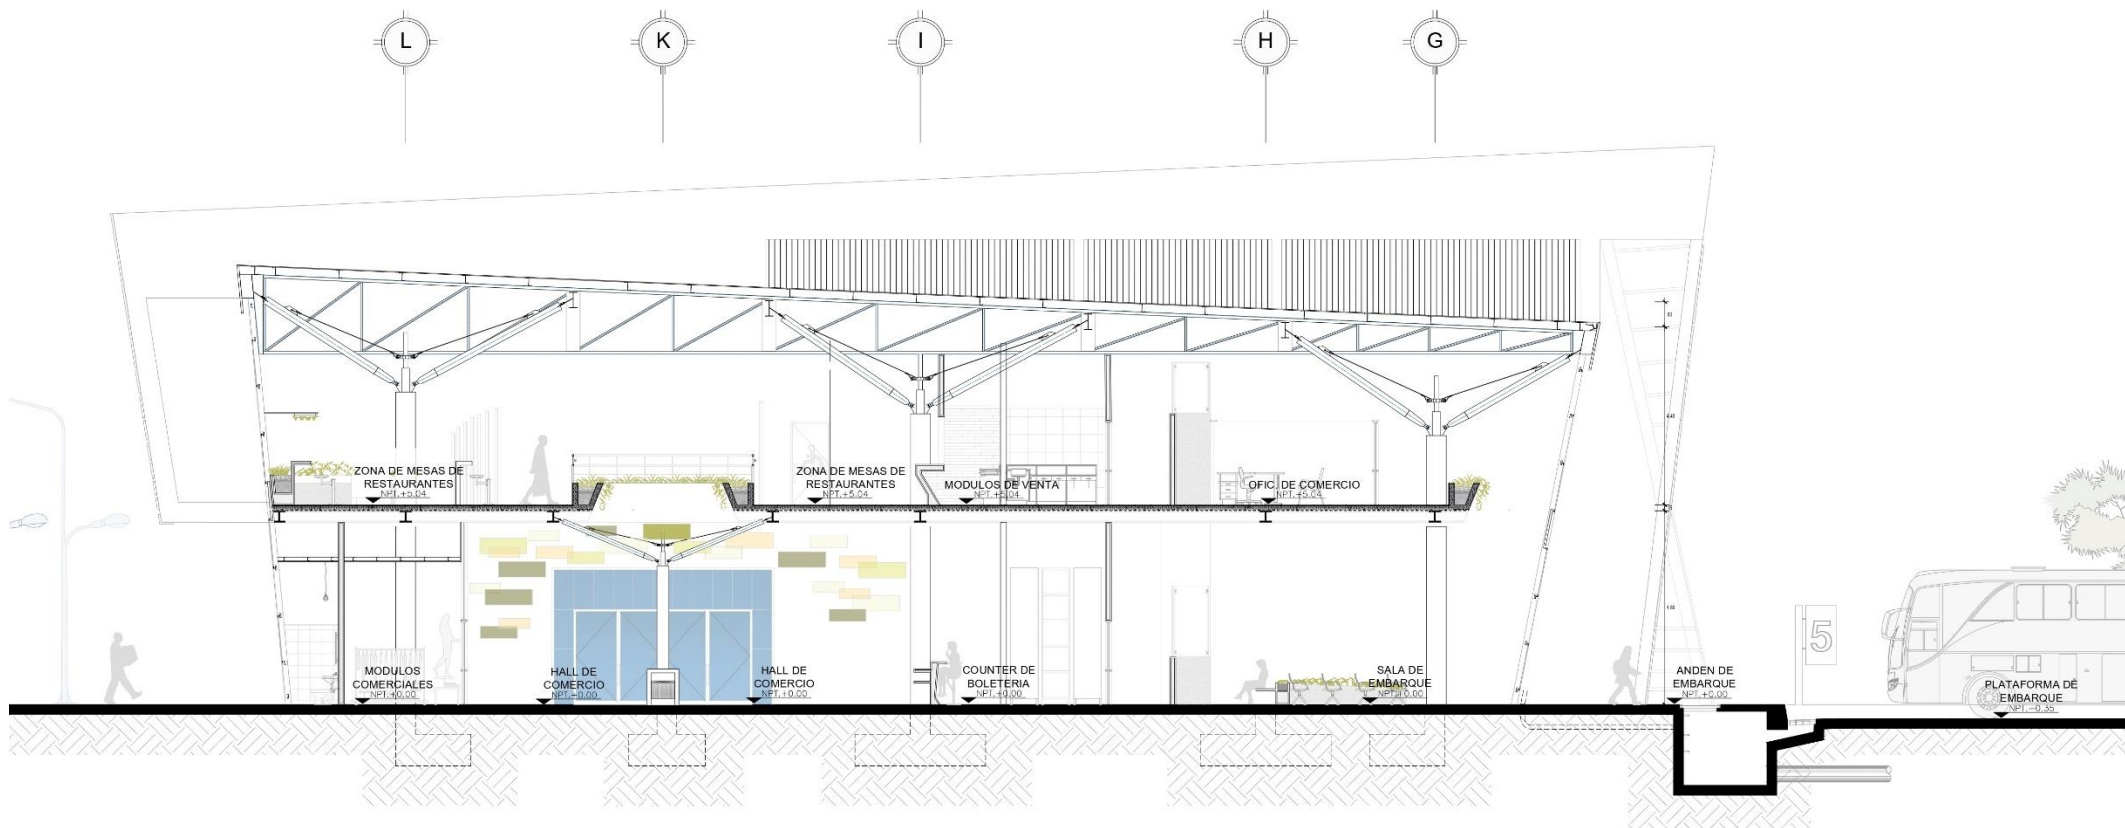 L K I H G
ZONA DE MESAS DE
RESTAURANTES
NPT.+5.04
ZONA DE MESAS DE
RESTAURANTES
NPT.+5.04
MODULOS DE VENTA
NPT.+5.04
OFIC. DE COMERCIO
NPT.+5.04
MODULOS
COMERCIALES
NPT.+0.00
HALL DE
COMERCIO
NPT.+0.00
HALL DE
COMERCIO
NPT.+0.00
COUNTER DE
BOLETERIA
NPT.+0.00
SALA DE
EMBARQUE
NPT.+0.00
ANDEN DE
EMBARQUE
NPT.+0.00
5
PLATAFORMA DE
EMBARQUE
NPT.-0.35